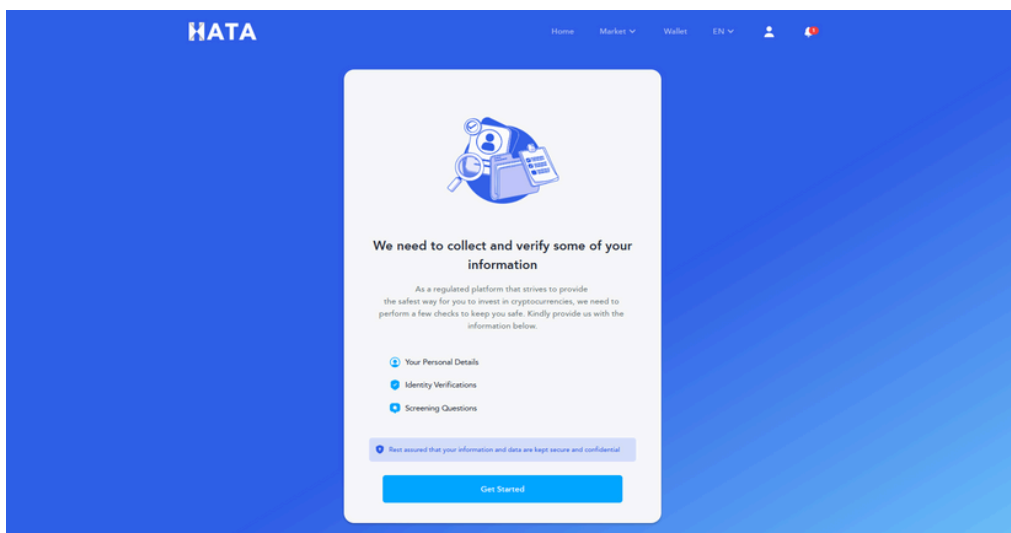 HATA
Home Market Wallet EN
We need to collect and verify some of your
information
As a regulated platform that strives to provide
the safest way for you to invest in cryptocurrencies, we need to
perform a few checks to keep you safe. Kindly provide us with the
information below.
Your Personal Details
Identity Verifications
Screening Questions
Rest assured that your information and data are kept secure and confidential
Get Started